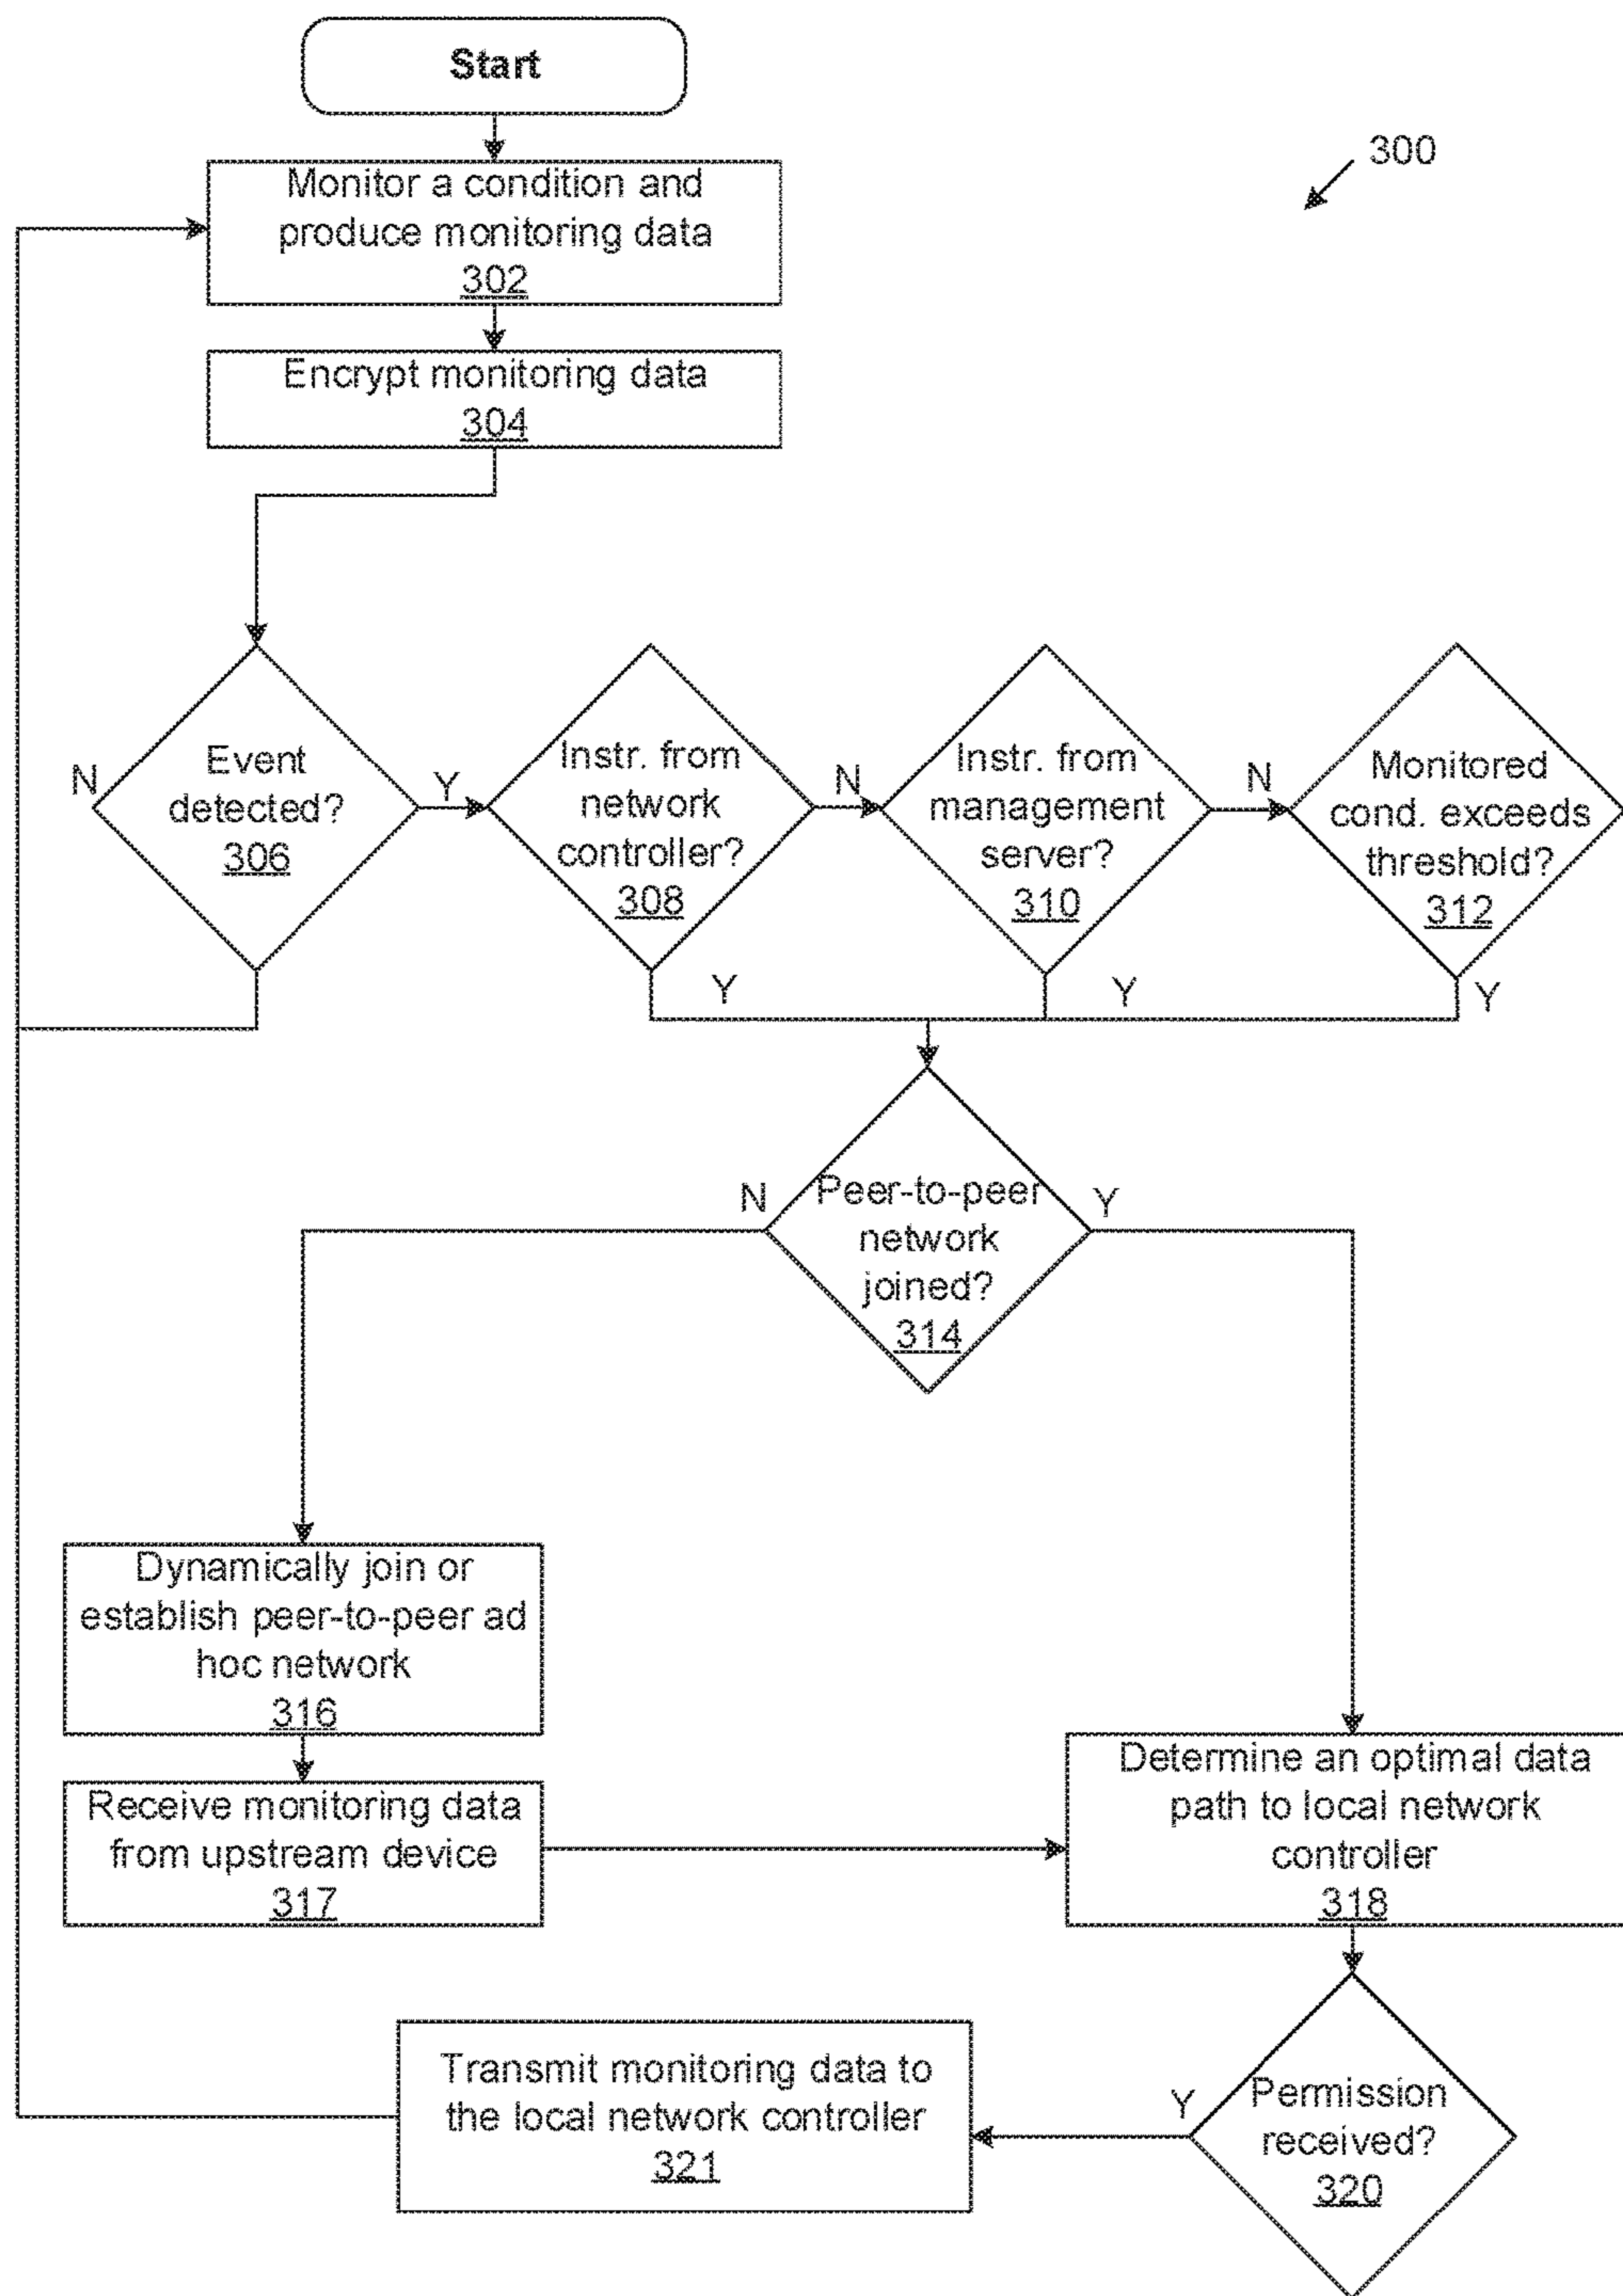 Start
300
Monitor a condition and
produce monitoring data
302
Encrypt monitoring data
304
N
Event
detected?
306
Y
Instr. from
network
controller?
308
N
Y
Instr. from
management
server?
310
N
Y
Monitored
cond. exceeds
threshold?
312
Y
N
Peer-to-peer
network
joined?
314
Y
Dynamically join or
establish peer-to-peer ad
hoc network
316
Receive monitoring data
from upstream device
317
Determine an optimal data
path to local network
controller
318
Transmit monitoring data to
the local network controller
321
Y
Permission
received?
320